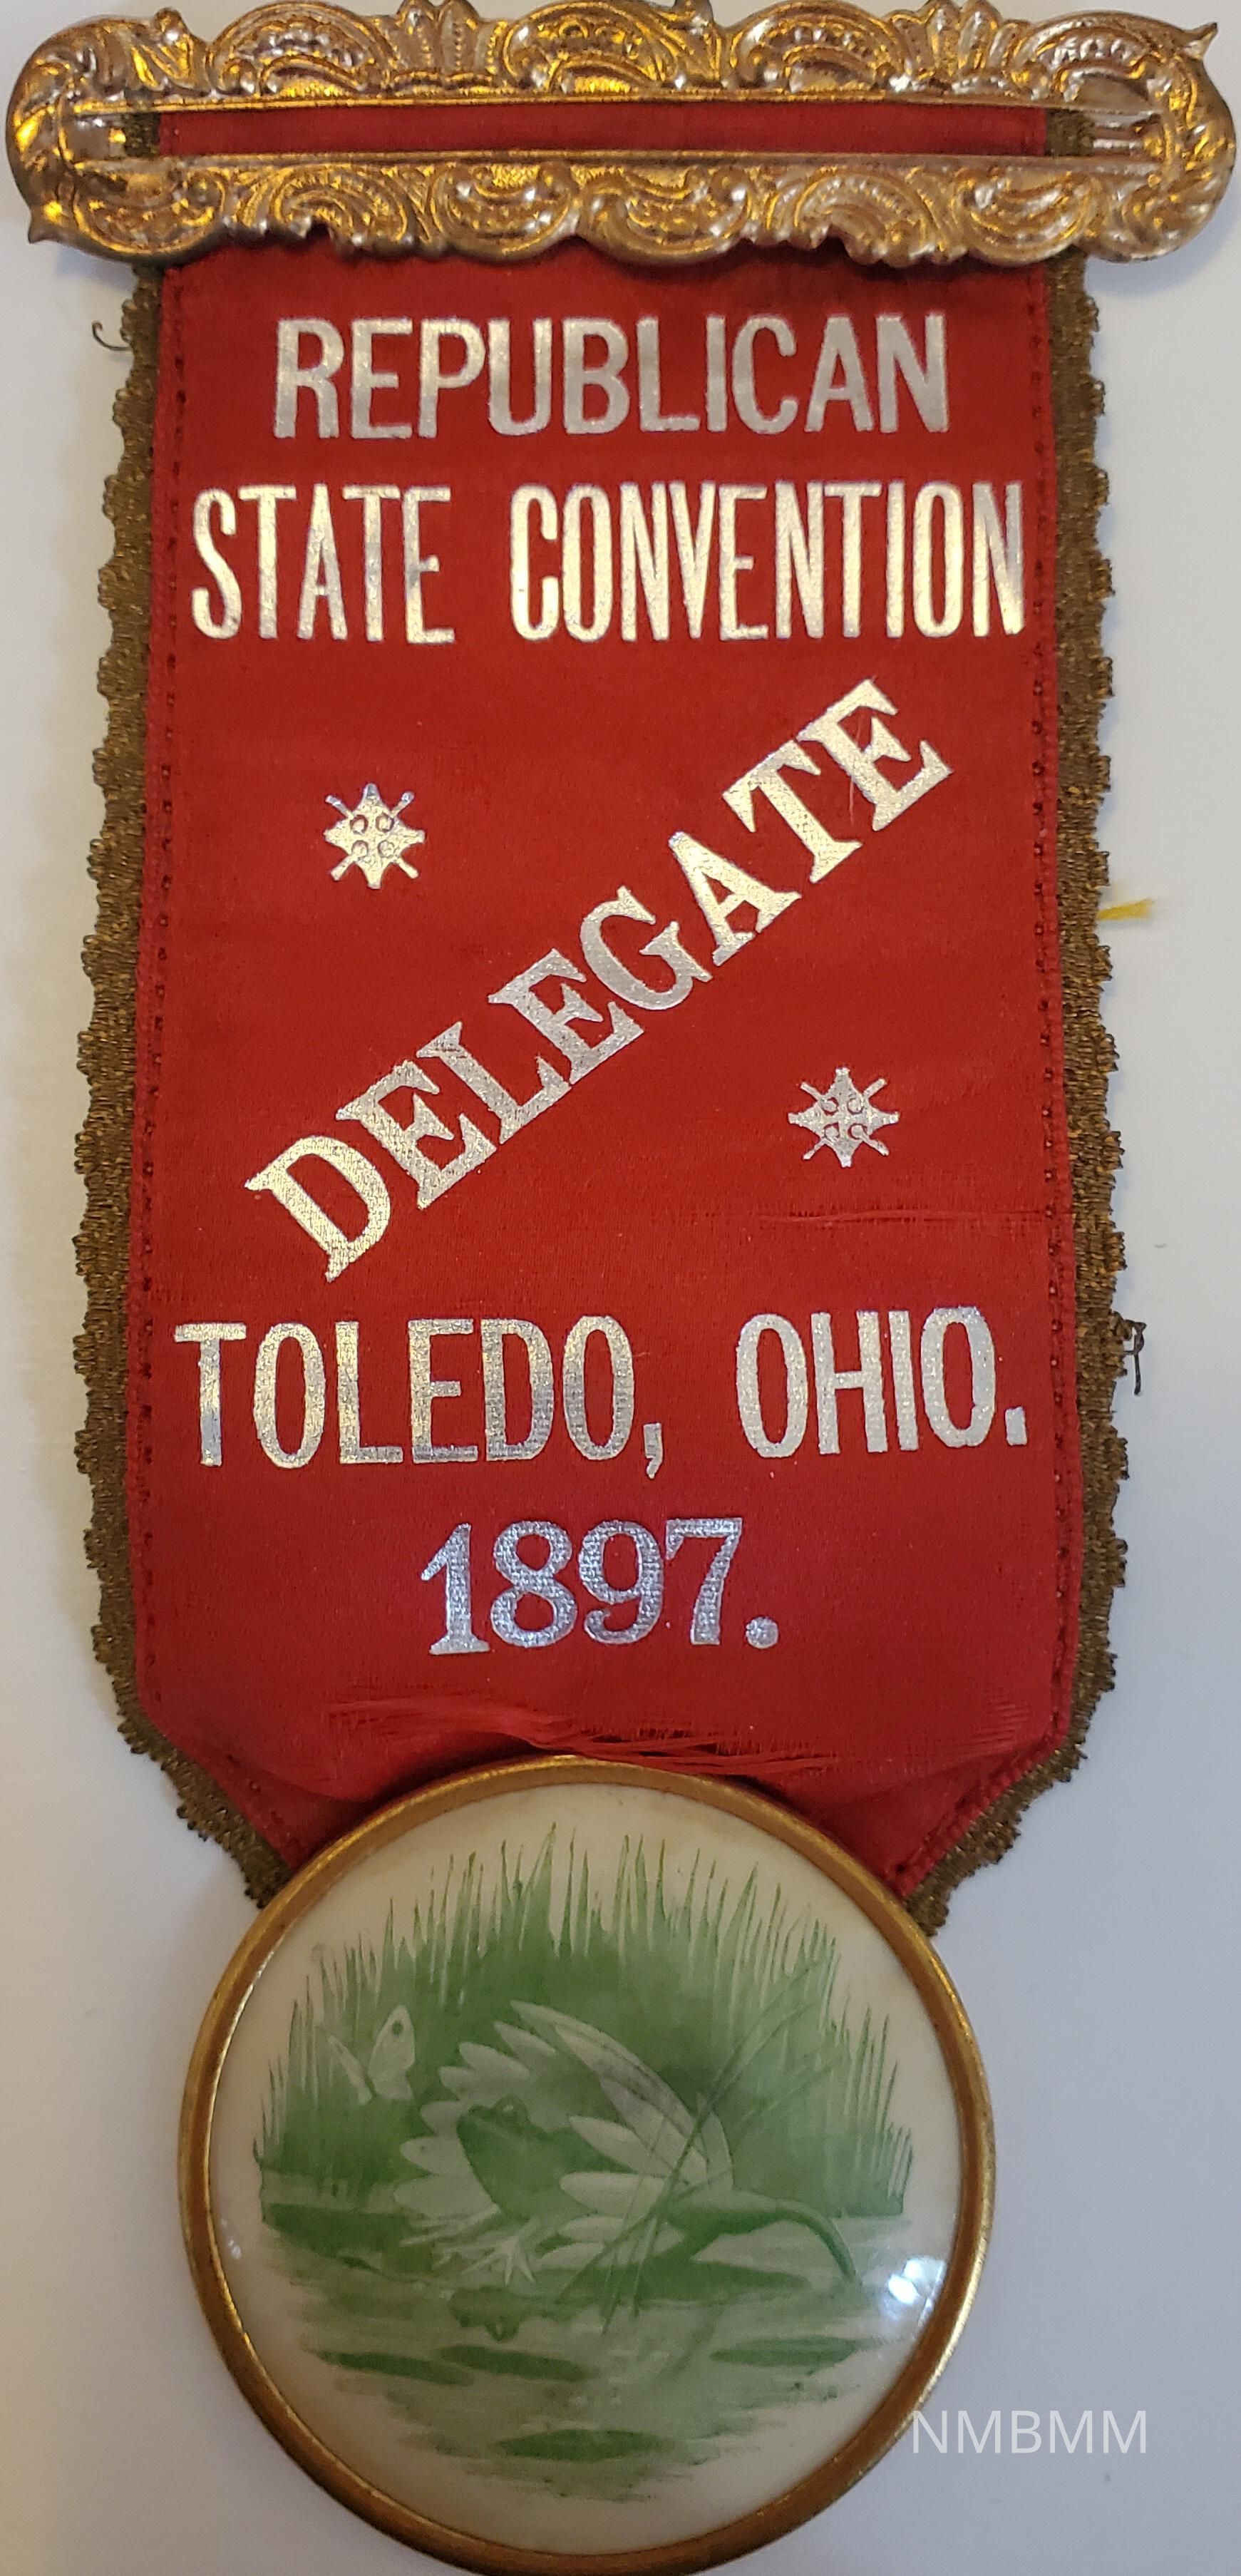 REPUBLICAN
STATE CONVENTION
DELEGATE
TOLEDO, OHIO.
1897.
NMBMM